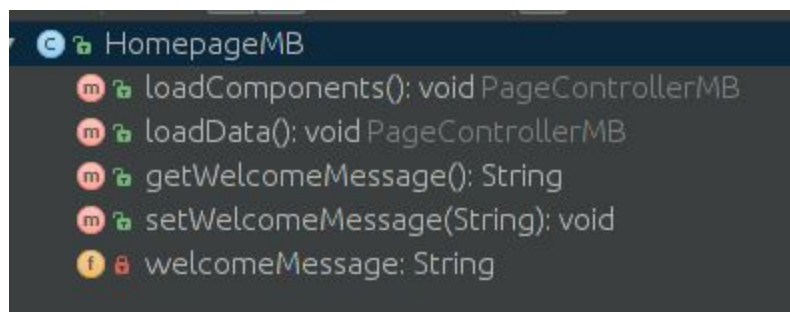 C HomepageMB
m loadComponents(): void PageControllerMB
m loadData(): void PageControllerMB
m getWelcomeMessage(): String
m setWelcomeMessage(String): void
f welcomeMessage: String